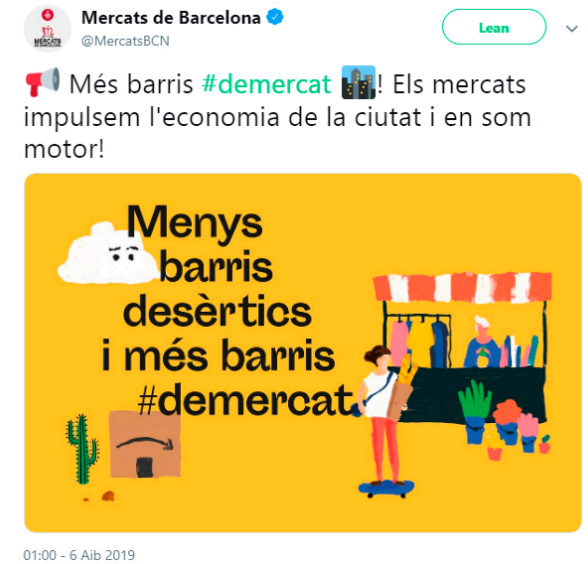 Mercats de Barcelona
@MercatsBCN
Lean
MERCATS
Més barris #demercat ! Els mercats
impulsem l'economia de la ciutat i en som
motor!
Menys
barris
desèrtics
i més barris
#demercat
01:00 - 6 Aib 2019